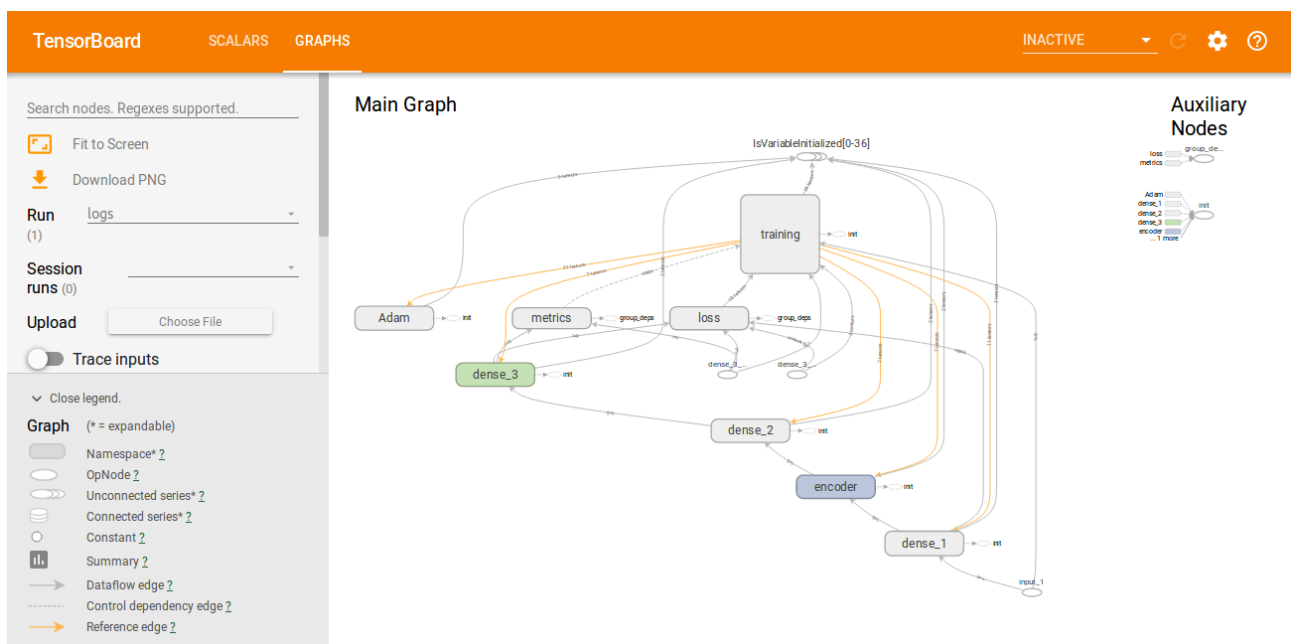 TensorBoard SCALARS GRAPHS INACTIVE
Search nodes. Regexes supported.
Fit to Screen
Download PNG
Run logs
(1)
Session
runs (0)
Upload Choose File
Trace inputs
Close legend.
Graph (* = expandable)
Namespace* ?
OpNode ?
Unconnected series* ?
Connected series* ?
Constant ?
Summary ?
Dataflow edge ?
Control dependency edge ?
Reference edge ?
Main Graph
IsVariableInitialized[0-36]
training init
Adam init
metrics group_deps
loss group_deps
dense_3 init
dense_3_...
dense_3_...
dense_2 init
encoder init
dense_1 init
input_1
Auxiliary
Nodes
loss
metrics
group_de...
Adam
dense_1
dense_2
dense_3
encoder
... 1 more
init